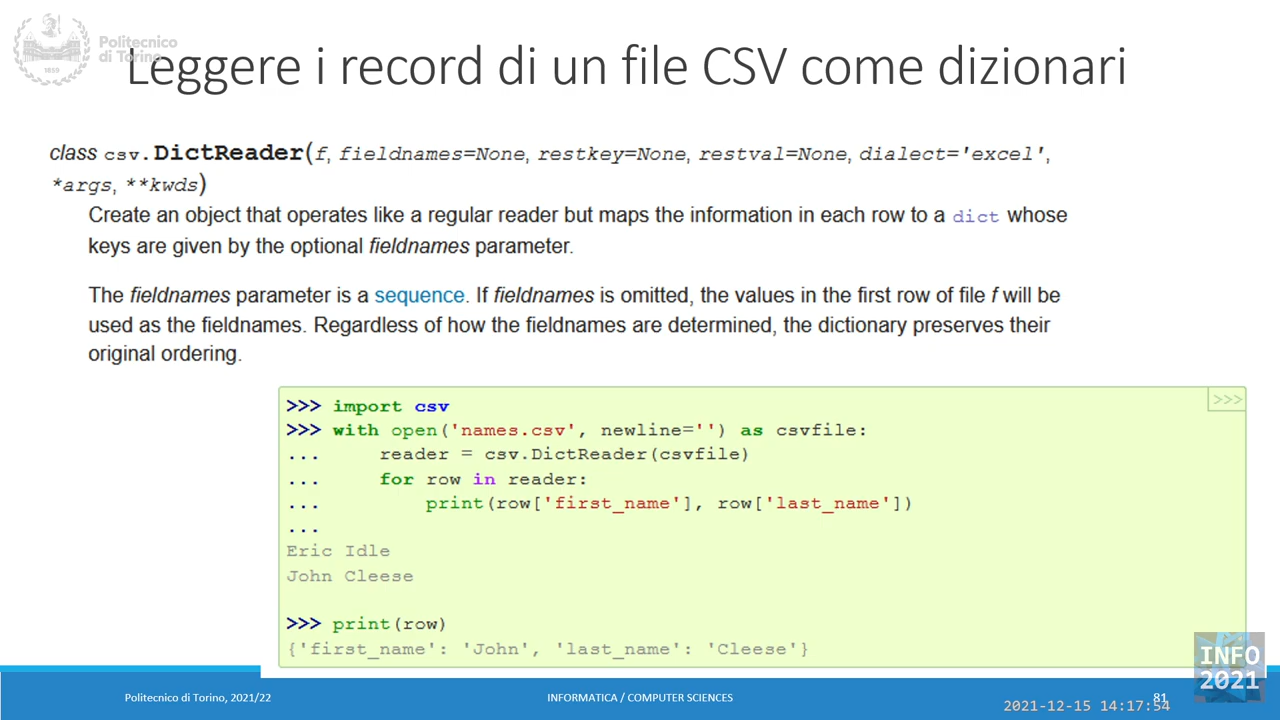 Politecnico
di Torino
1859
Leggere i record di un file CSV come dizionari
class csv.DictReader(f, fieldnames=None, restkey=None, restval=None, dialect='excel',
*args, **kwds)
Create an object that operates like a regular reader but maps the information in each row to a dict whose
keys are given by the optional fieldnames parameter.
The fieldnames parameter is a sequence. If fieldnames is omitted, the values in the first row of file f will be
used as the fieldnames. Regardless of how the fieldnames are determined, the dictionary preserves their
original ordering.
>>>
>>> import csv
>>> with open('names.csv', newline='') as csvfile:
...     reader = csv.DictReader(csvfile)
...     for row in reader:
...         print(row['first_name'], row['last_name'])
...
Eric Idle
John Cleese
>>> print(row)
{'first_name': 'John', 'last_name': 'Cleese'}
Politecnico di Torino, 2021/22
INFORMATICA / COMPUTER SCIENCES
81
INFO
2021
2021-12-15 14:17:54